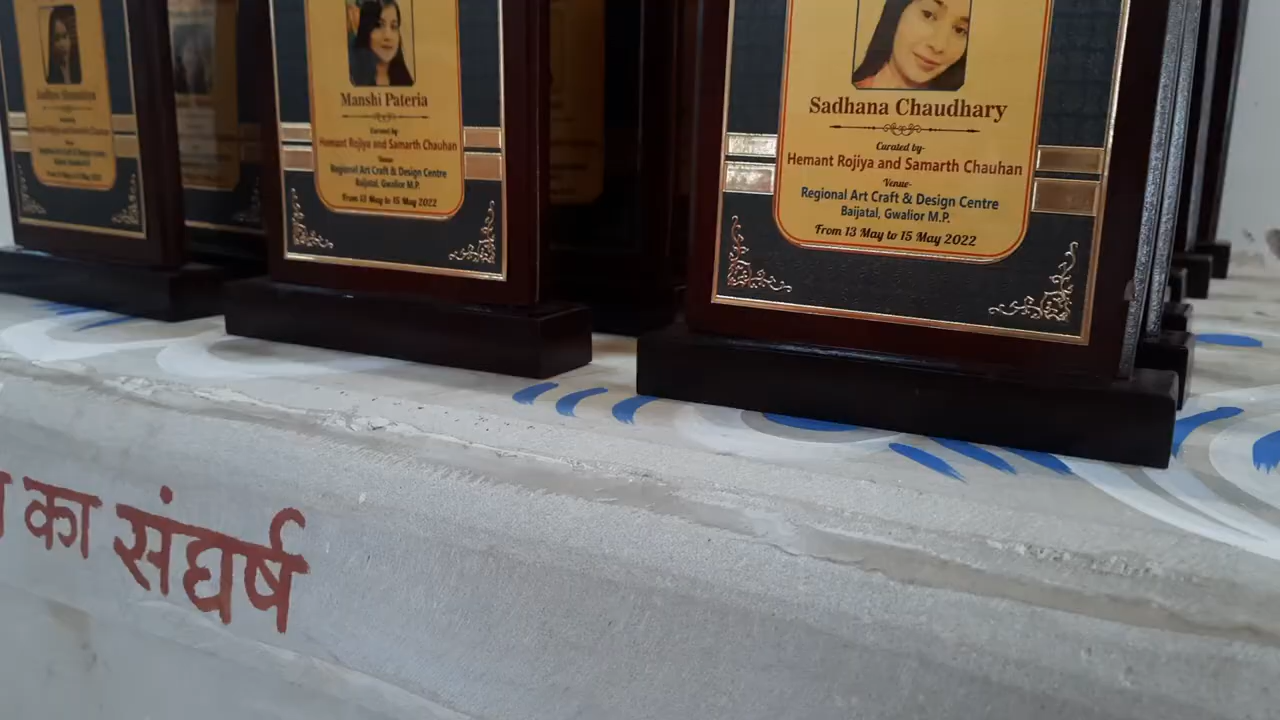 Manshi Pateria
Curated by
Hemant Rojiya and Samarth Chauhan
Venue
Regional Art Craft & Design Centre
Baijatal, Gwalior M.P.
From 13 May to 15 May 2022
Sadhana Chaudhary
Curated by-
Hemant Rojiya and Samarth Chauhan
Venue-
Regional Art Craft & Design Centre
Baijatal, Gwalior M.P.
From 13 May to 15 May 2022
का संघर्ष